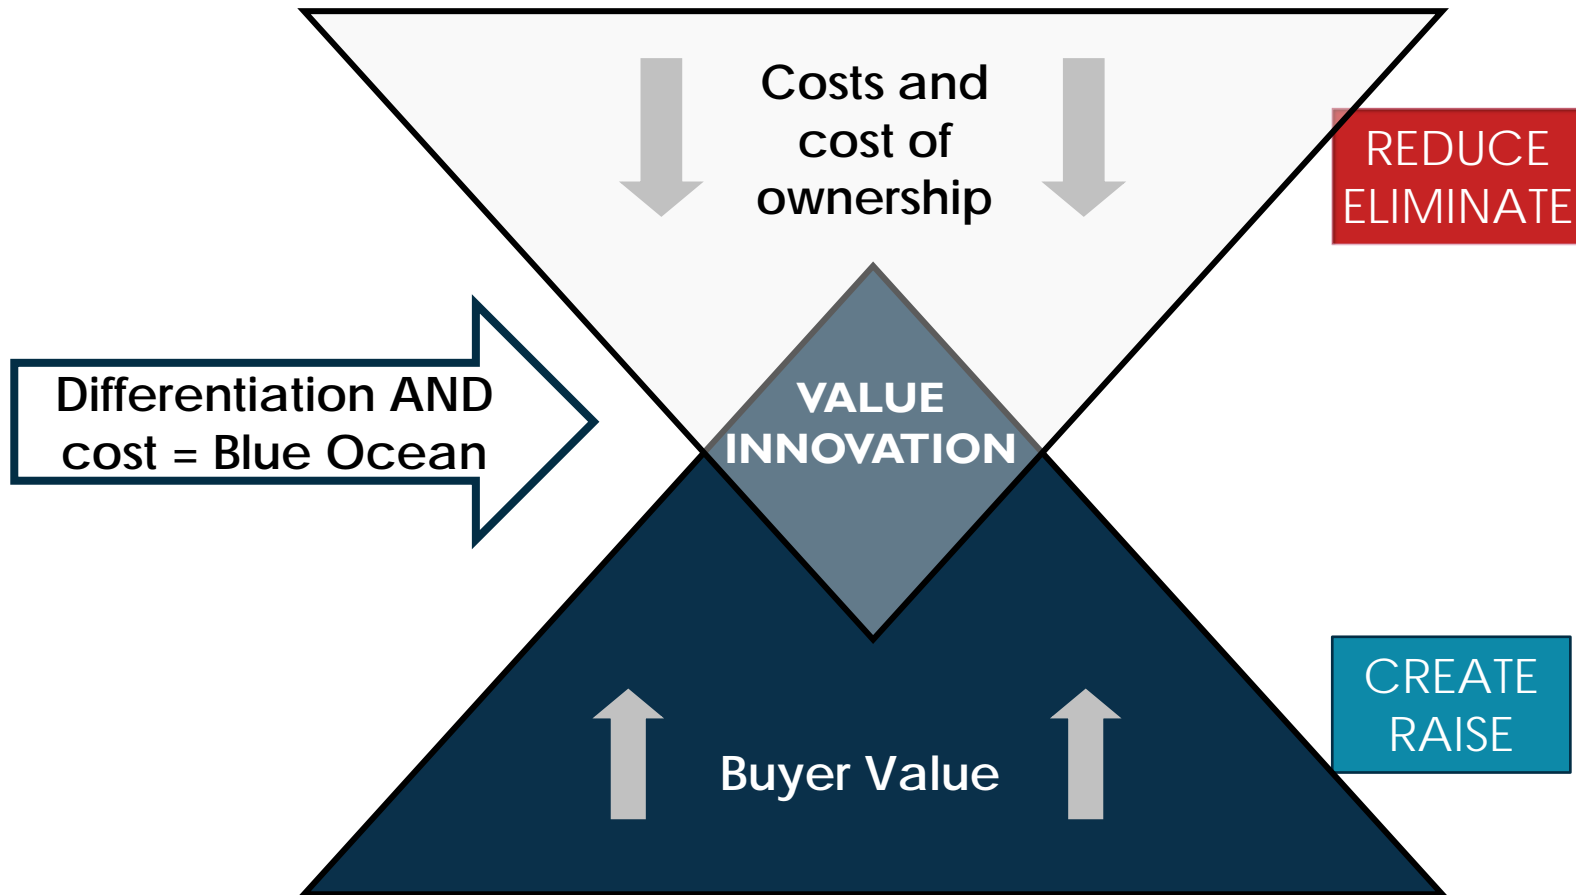 Costs and
cost of
ownership
REDUCE
ELIMINATE
Differentiation AND
cost = Blue Ocean
VALUE
INNOVATION
CREATE
RAISE
Buyer Value